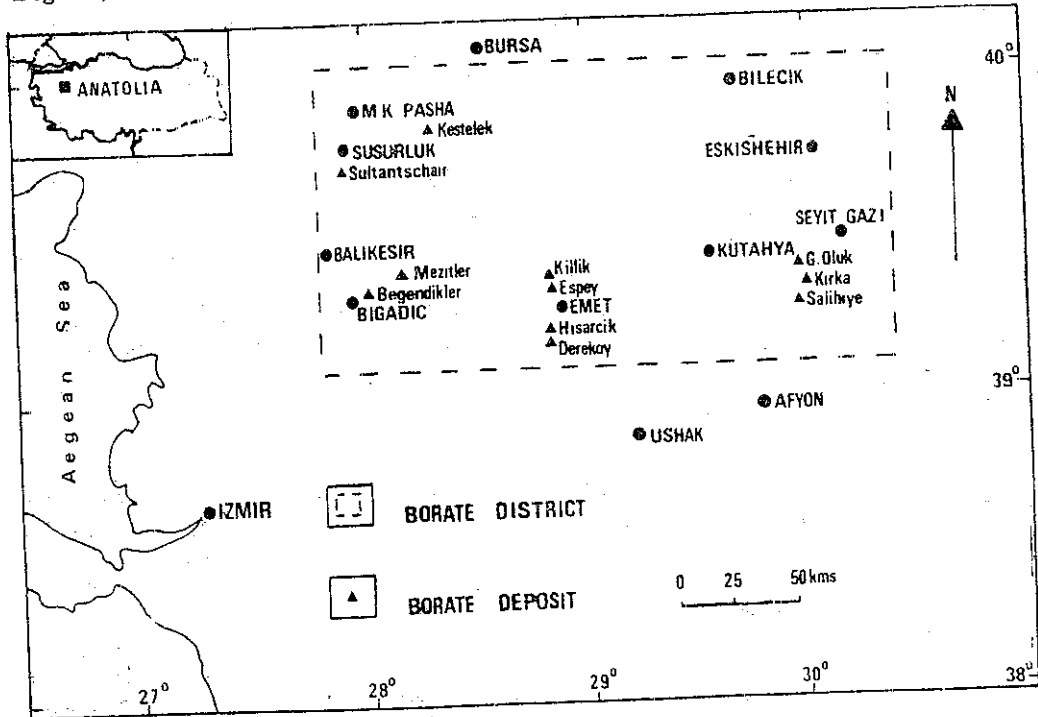 BURSA
40°
ANATOLIA
BILECIK
N
M K PASHA
Kestelek
SUSURLUK
ESKISHEHIR
Sultantschair
SEYIT GAZI
BALIKESIR
KUTAHYA
G.Oluk
Mezitler
Killik
Kırka
Begendikler
Espey
Salihiye
BIGADIC
EMET
Hisarcik
Derekoy
39°
AFYON
USHAK
Aegean Sea
IZMIR
BORATE DISTRICT
0 25 50 kms
BORATE DEPOSIT
27° 28° 29° 30° 38°